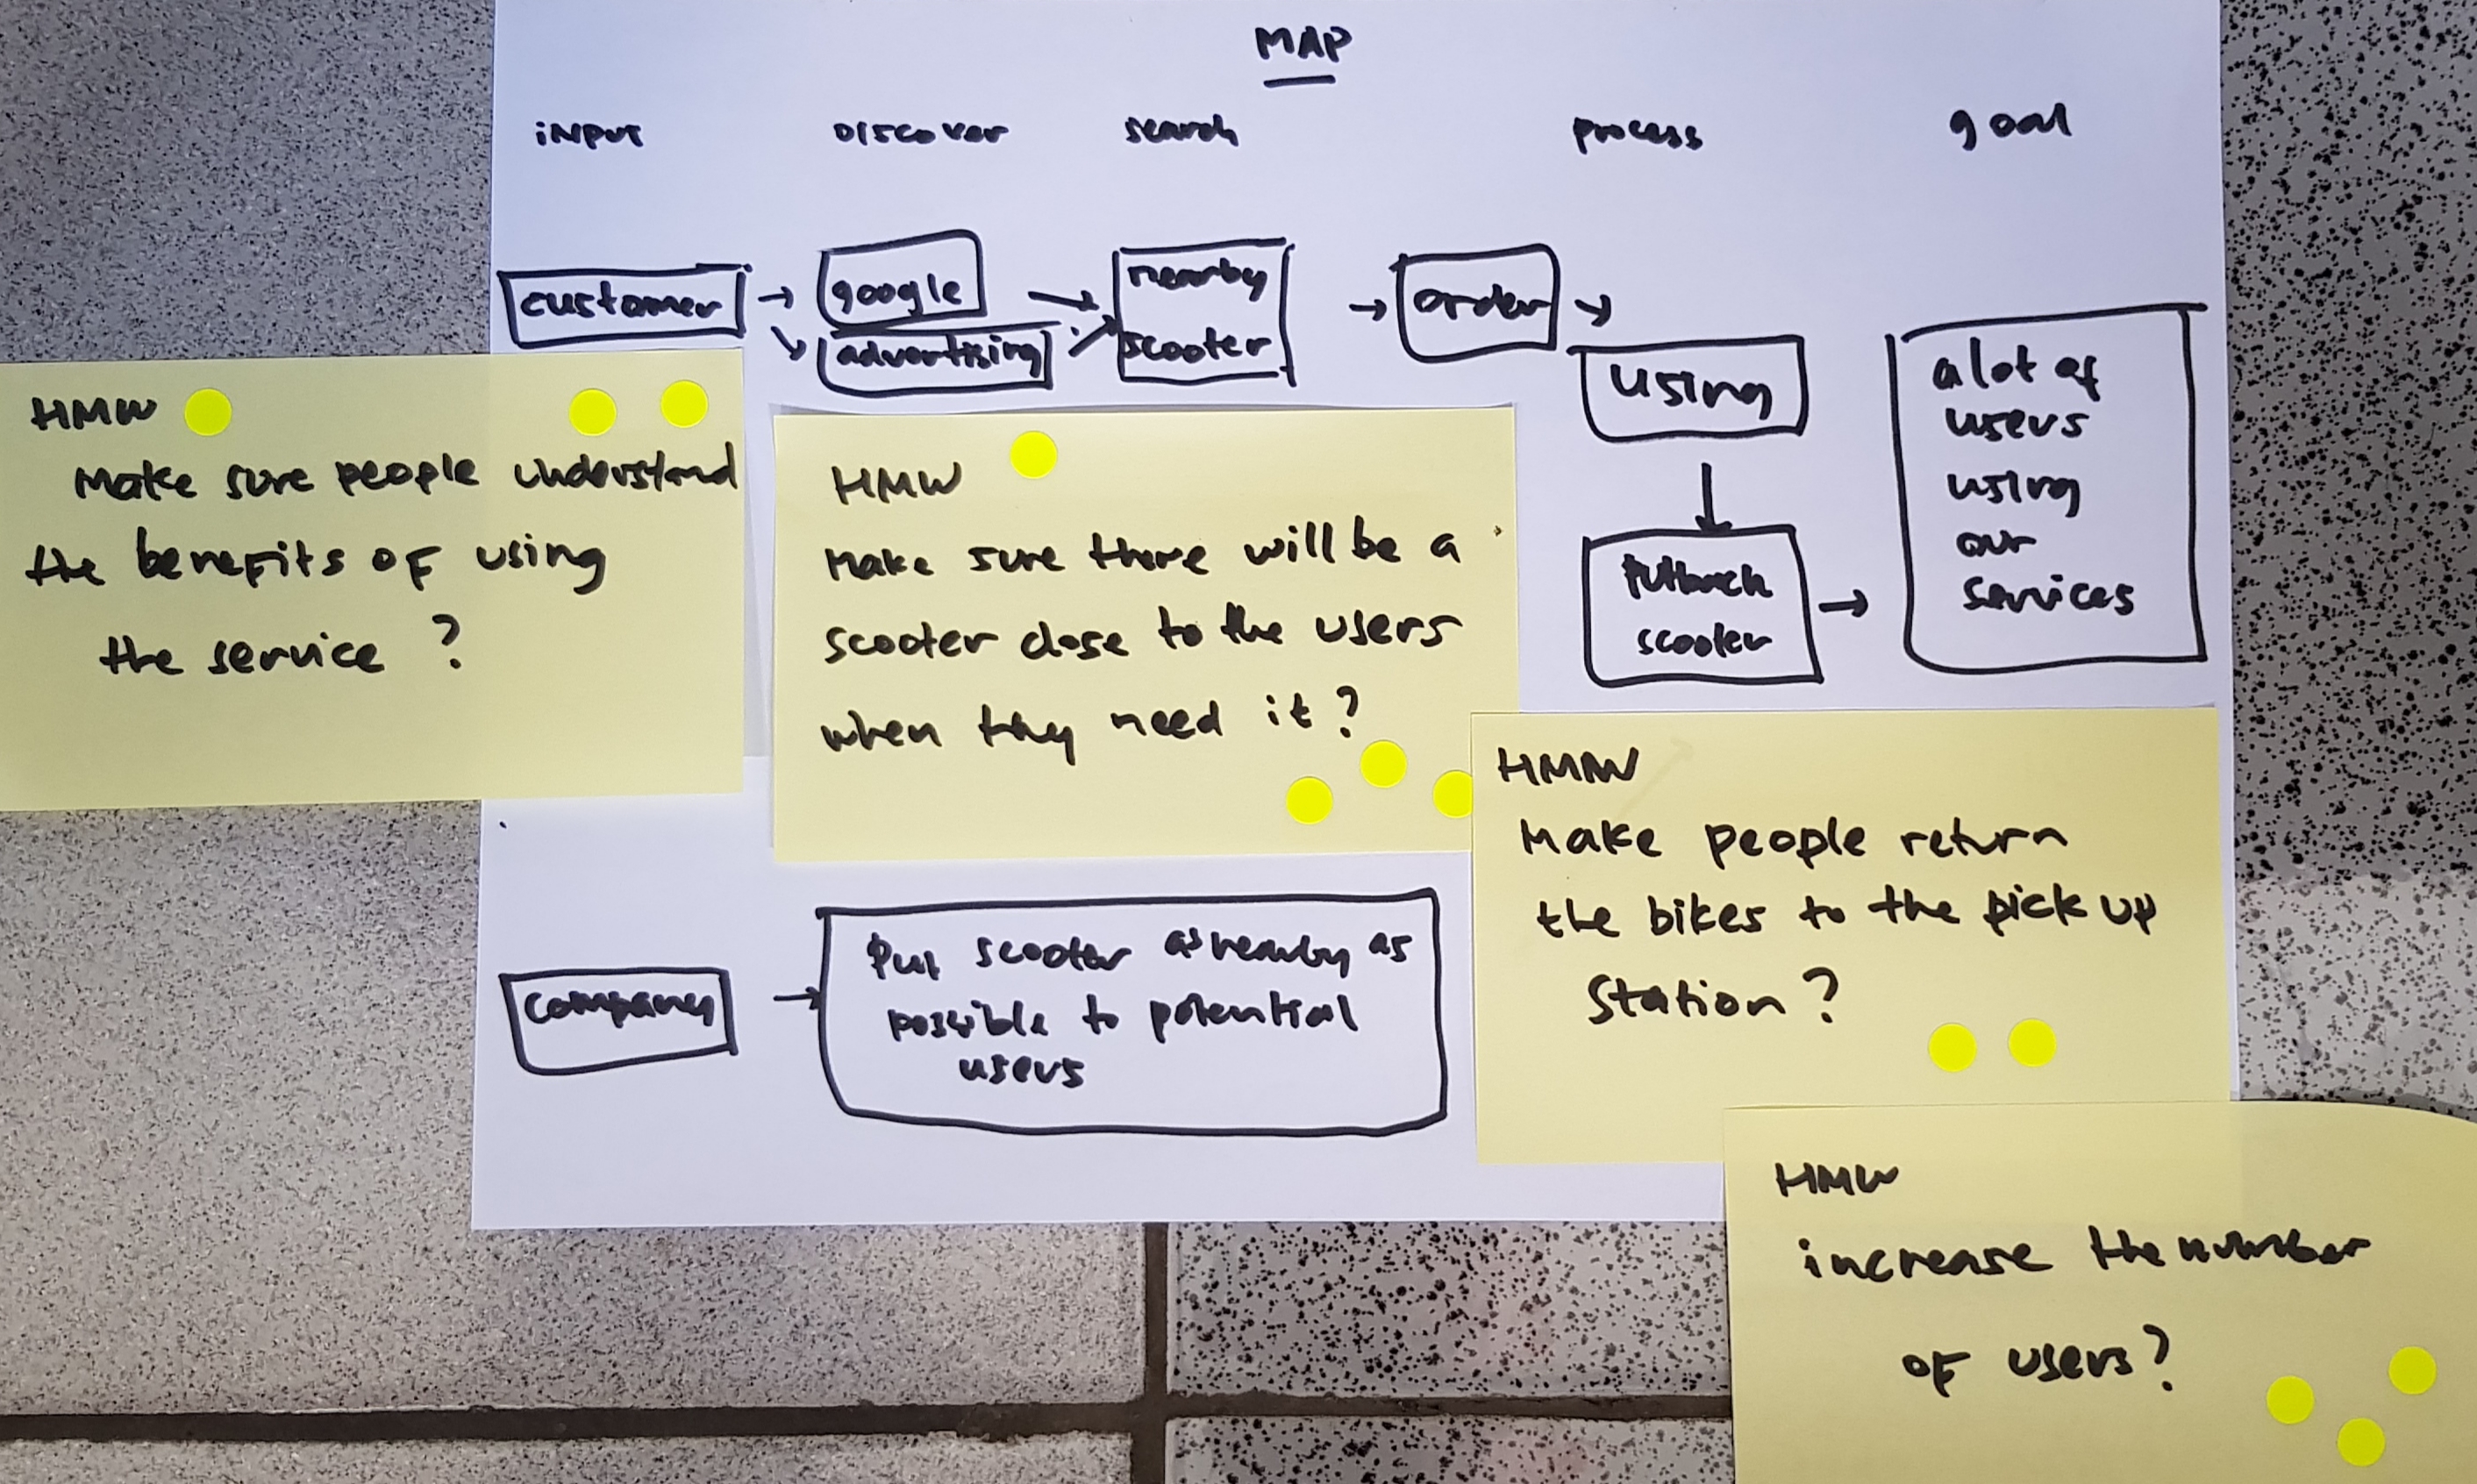 MAP
input
Discover
search
process
goal
customer
google
advertising
nearby
scooter
order
using
putback
scooter
a lot of
users
using
our
services
HMW
Make sure people understand
the benefits of using
the service ?
HMW
Make sure there will be a
scooter close to the users
when they need it?
HMW
Make people return
the bikes to the pick up
Station?
company
Put scooter as nearby as
possible to potential
users
HMW
increase the number
of users?